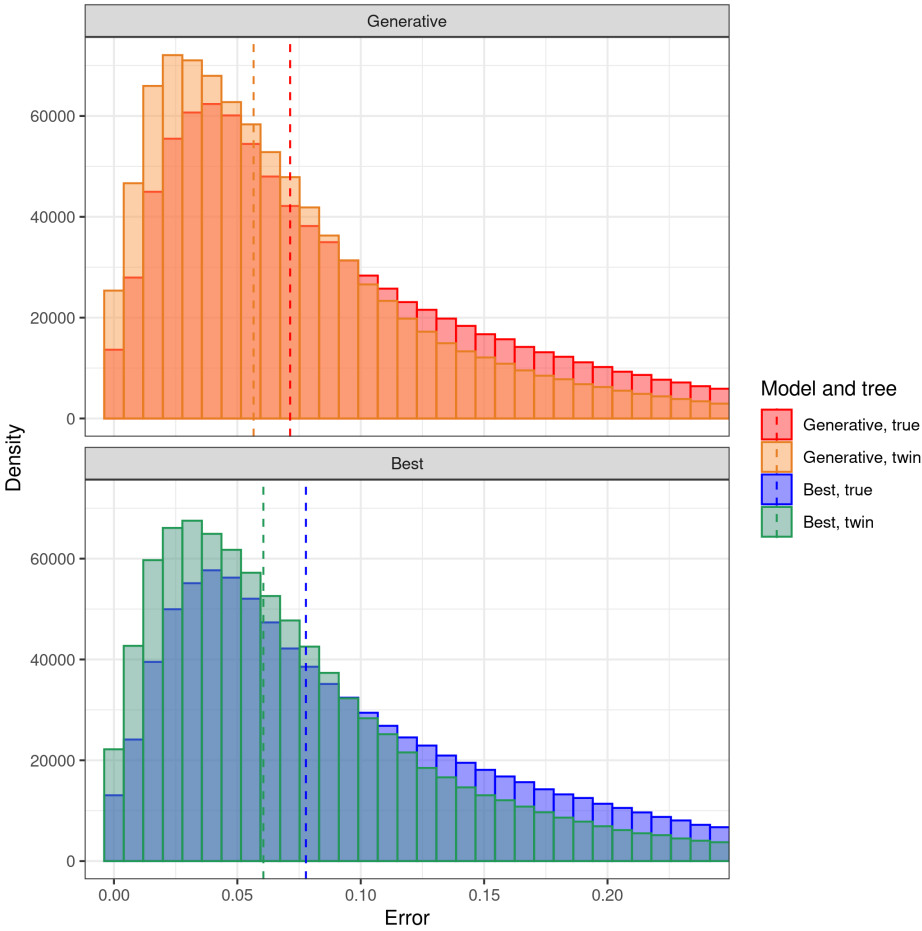 Generative
60000
40000
20000
0
Density
Best
60000
40000
20000
0
0.00 0.05 0.10 0.15 0.20
Error
Model and tree
Generative, true
Generative, twin
Best, true
Best, twin